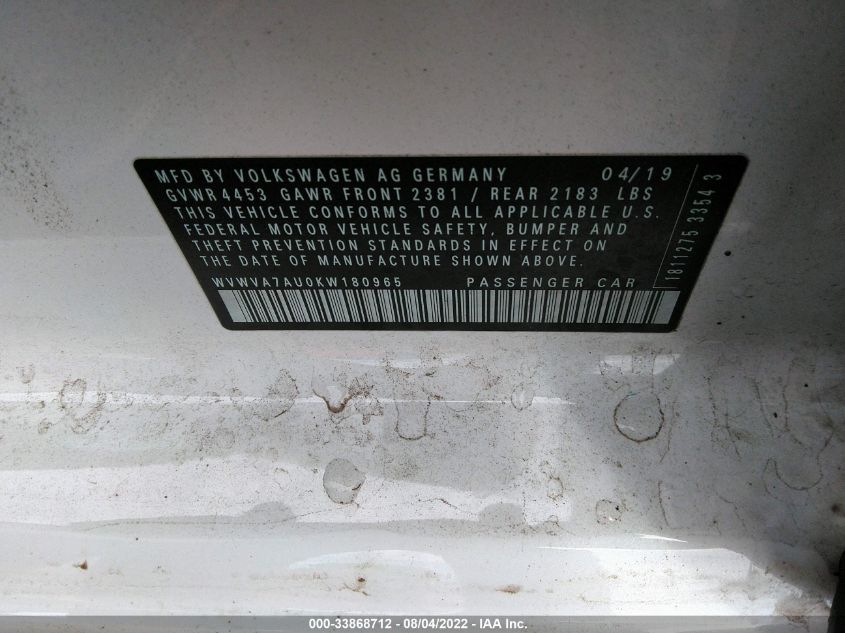 MFD BY VOLKSWAGEN AG GERMANY 04/19
GVWR 4453 GAWR FRONT 2381 / REAR 2183 LBS
THIS VEHICLE CONFORMS TO ALL APPLICABLE U.S.
FEDERAL MOTOR VEHICLE SAFETY, BUMPER AND
THEFT PREVENTION STANDARDS IN EFFECT ON
THE DATE OF MANUFACTURE SHOWN ABOVE.
WVWVA7AU0KW180965 PASSENGER CAR
1811275 3354 3
000-33868712 - 08/04/2022 - IAA Inc.